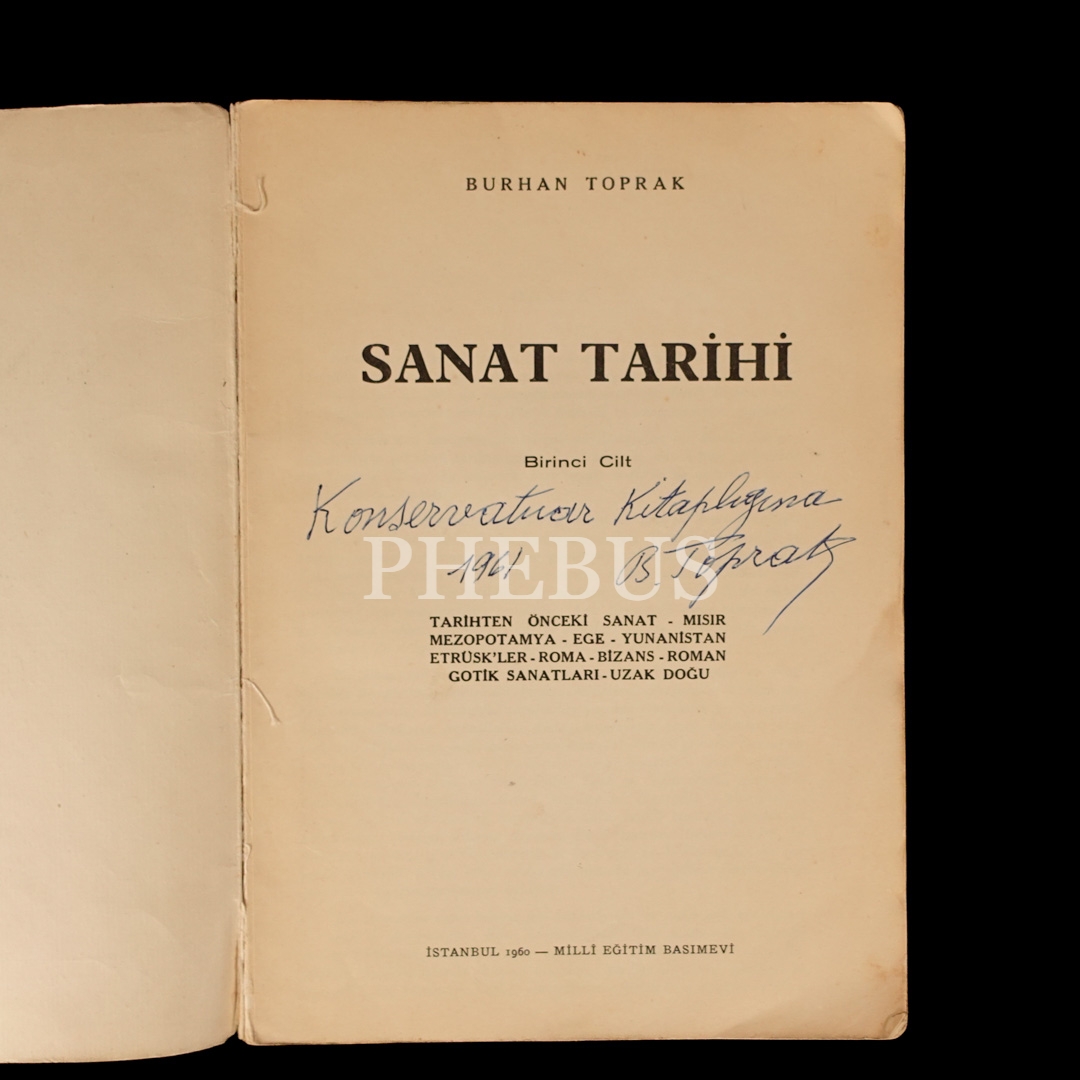 BURHAN TOPRAK
SANAT TARİHİ
Birinci Cilt
Konservatuar Kitaplığına
1961 B. Toprak
PHEBUS
TARİHTEN ÖNCEKİ SANAT - MISIR
MEZOPOTAMYA - EGE - YUNANİSTAN
ETRÜSK'LER - ROMA - BİZANS - ROMAN
GOTİK SANATLARI - UZAK DOĞU
İSTANBUL 1960 — MİLLÎ EĞİTİM BASIMEVİ